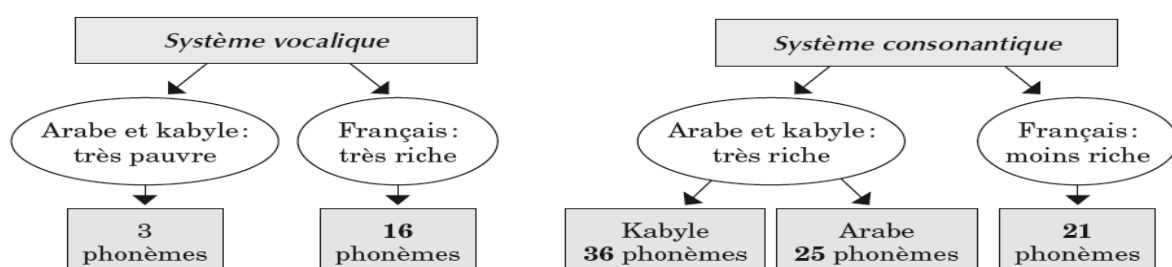 Système vocalique
Arabe et kabyle :
très pauvre
Français :
très riche
3
phonèmes
16
phonèmes
Système consonantique
Arabe et kabyle :
très riche
Français :
moins riche
Kabyle
36 phonèmes
Arabe
25 phonèmes
21
phonèmes